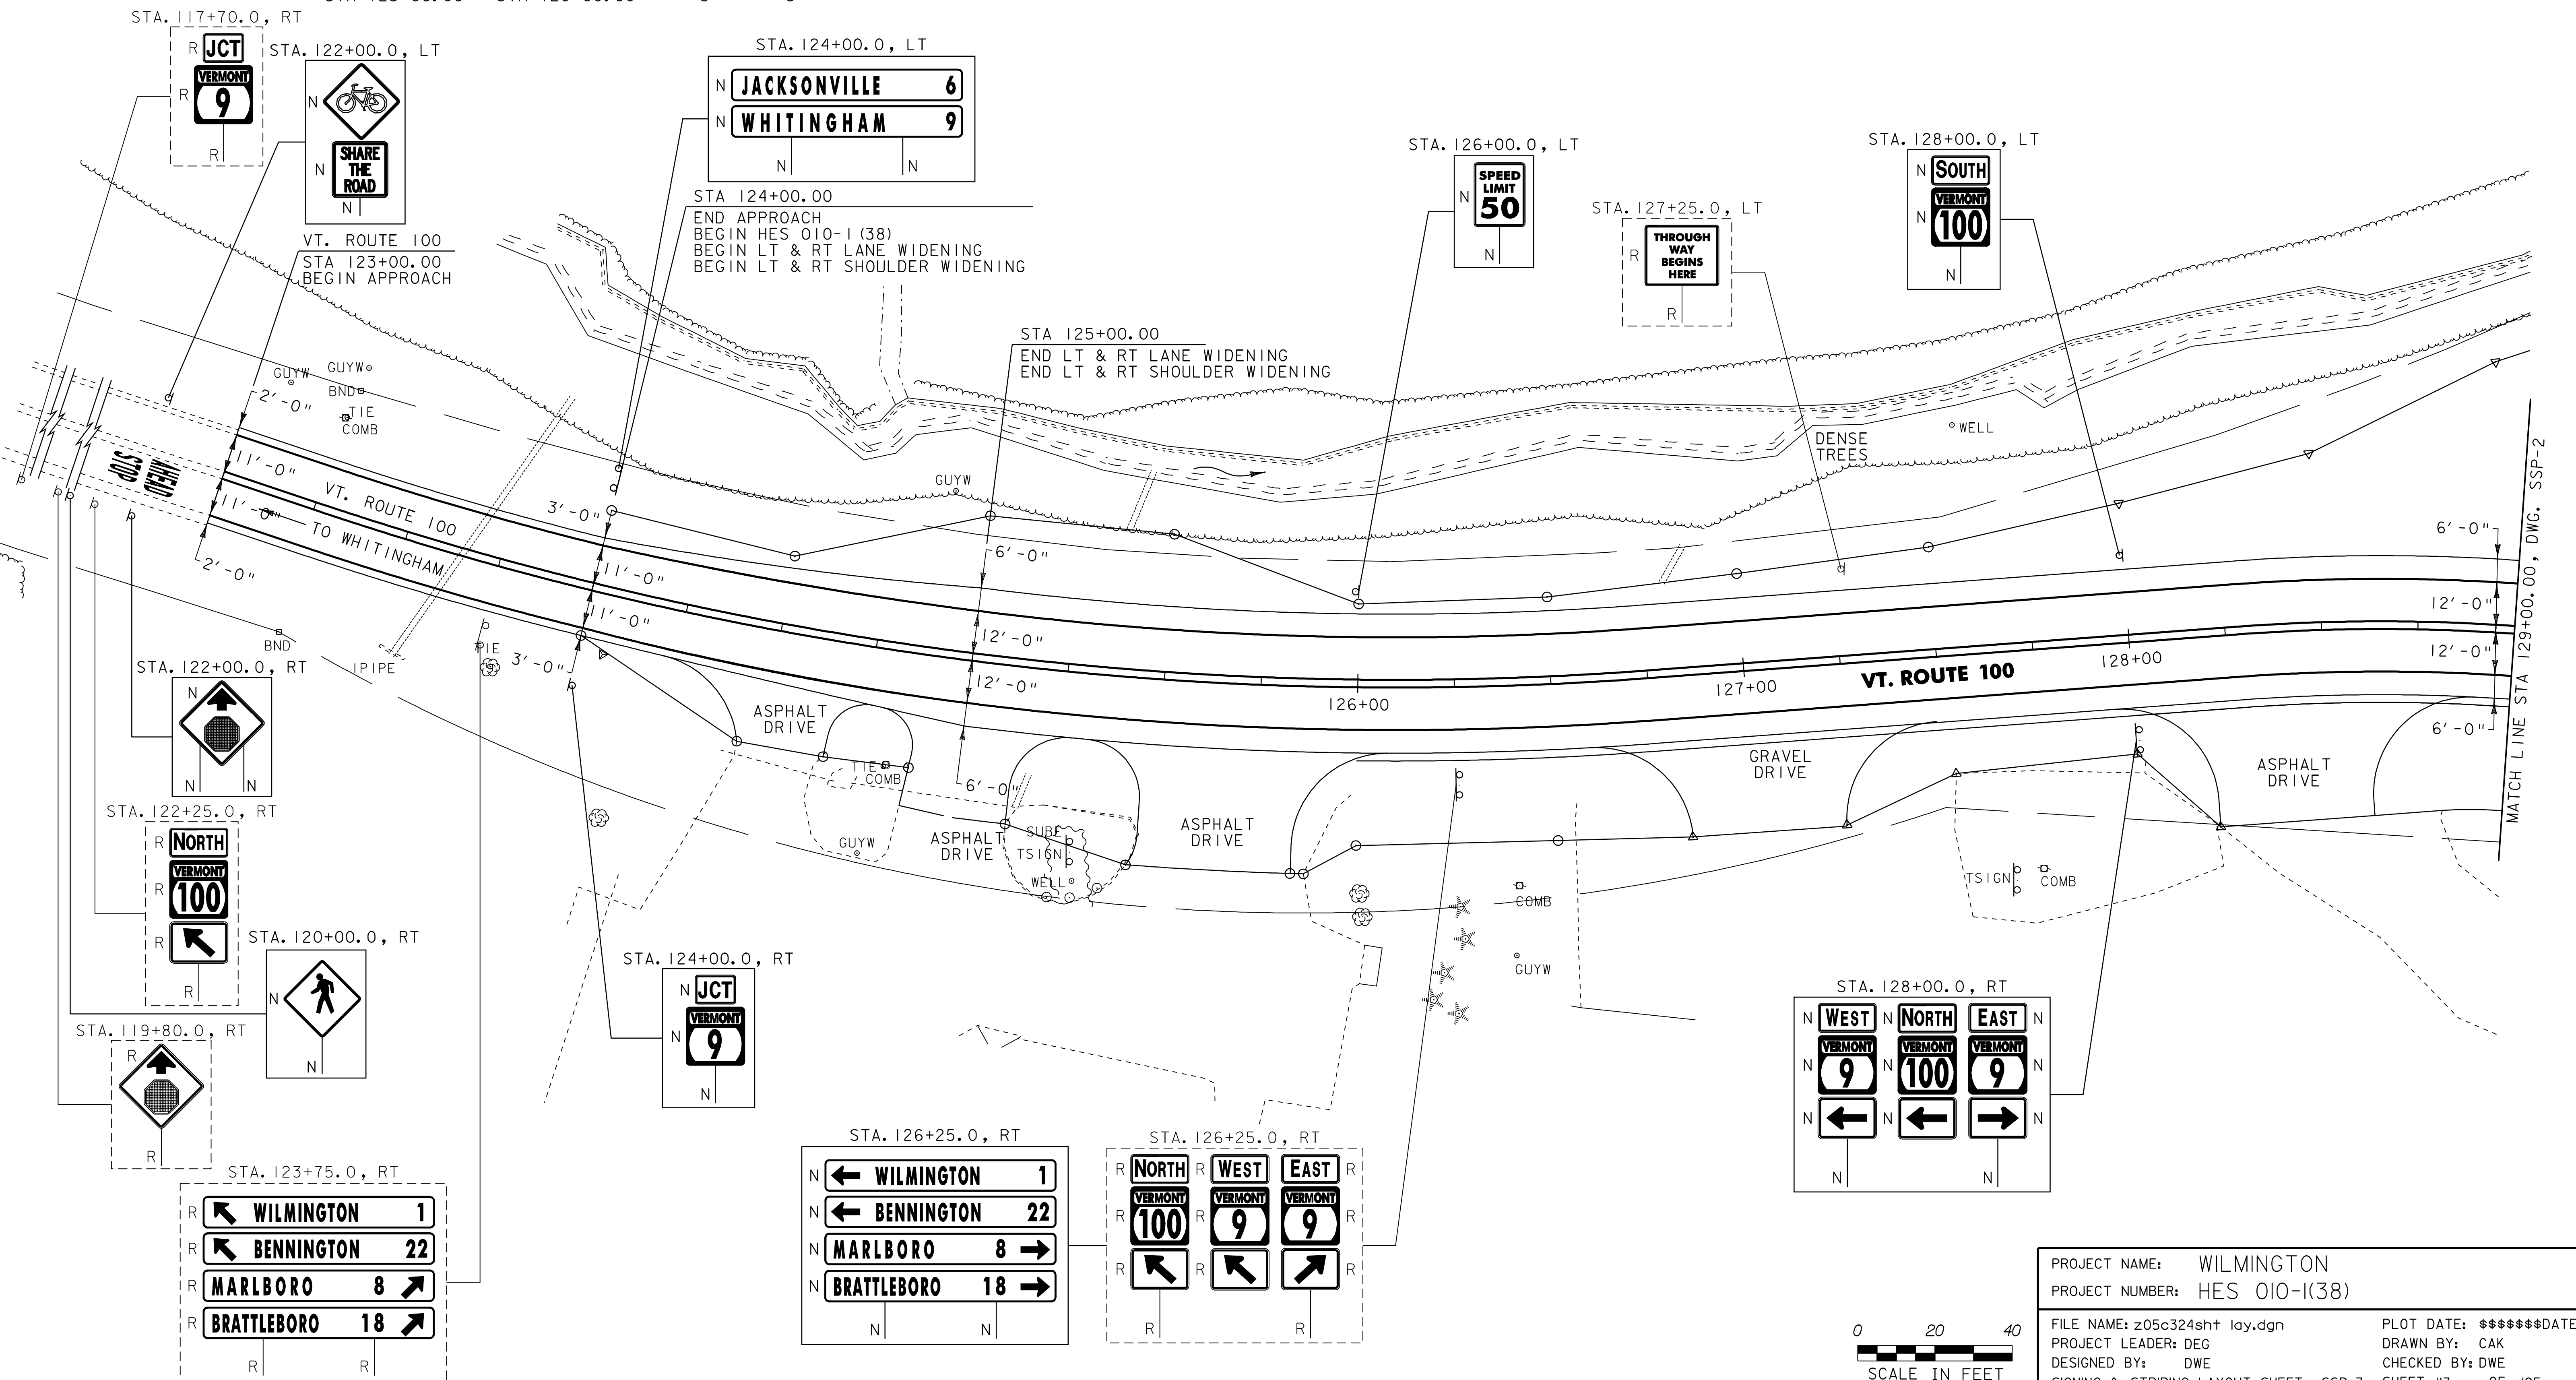 STA. 117+70.0, RT
R JCT
VERMONT
R 9
R
STA. 122+00.0, LT
N
SHARE
THE
ROAD
N
N
STA. 124+00.0, LT
N JACKSONVILLE 6
N WHITINGHAM 9
N N
STA 124+00.00
END APPROACH
BEGIN HES 010-1 (38)
BEGIN LT & RT LANE WIDENING
BEGIN LT & RT SHOULDER WIDENING
VT. ROUTE 100
STA 123+00.00
BEGIN APPROACH
STA 125+00.00
END LT & RT LANE WIDENING
END LT & RT SHOULDER WIDENING
STA. 126+00.0, LT
SPEED
LIMIT
N 50
N
STA. 127+25.0, LT
THROUGH
WAY
R BEGINS
HERE
R
STA. 128+00.0, LT
N SOUTH
VERMONT
N 100
N
GUYW
GUYW
BND
TIE
COMB
2'-0"
11'-0"
11'-0"
2'-0"
AHEAD
STOP
VT. ROUTE 100
TO WHITINGHAM
3'-0"
11'-0"
11'-0"
3'-0"
GUYW
6'-0"
12'-0"
12'-0"
6'-0"
DENSE
TREES
WELL
6'-0"
12'-0"
12'-0"
6'-0"
MATCH LINE STA 129+00.00, DWG. SSP-2
126+00
127+00
VT. ROUTE 100
128+00
BND
IPIPE
TIE
ASPHALT
DRIVE
TIE
COMB
GUYW
ASPHALT
DRIVE
TSIGN
WELL
ASPHALT
DRIVE
GRAVEL
DRIVE
ASPHALT
DRIVE
COMB
GUYW
TSIGN
COMB
STA. 122+00.0, RT
N
N N
STA. 122+25.0, RT
R NORTH
VERMONT
R 100
R
R
STA. 120+00.0, RT
N
N
STA. 119+80.0, RT
R
R
STA. 123+75.0, RT
R WILMINGTON 1
R BENNINGTON 22
R MARLBORO 8
R BRATTLEBORO 18
R R
STA. 124+00.0, RT
N JCT
VERMONT
N 9
N
STA. 126+25.0, RT
N WILMINGTON 1
N BENNINGTON 22
N MARLBORO 8
N BRATTLEBORO 18
N N
STA. 126+25.0, RT
R NORTH R WEST EAST R
VERMONT VERMONT VERMONT
R 100 R 9 9 R
R R R
R R
STA. 128+00.0, RT
N WEST N NORTH EAST N
VERMONT VERMONT VERMONT
N 9 N 100 9 N
N N N
N N
0 20 40
SCALE IN FEET
PROJECT NAME: WILMINGTON
PROJECT NUMBER: HES 010-1(38)
FILE NAME: z05c324sht lay.dgn PLOT DATE: $$$$$$$DATE
PROJECT LEADER: DEG DRAWN BY: CAK
DESIGNED BY: DWE CHECKED BY: DWE